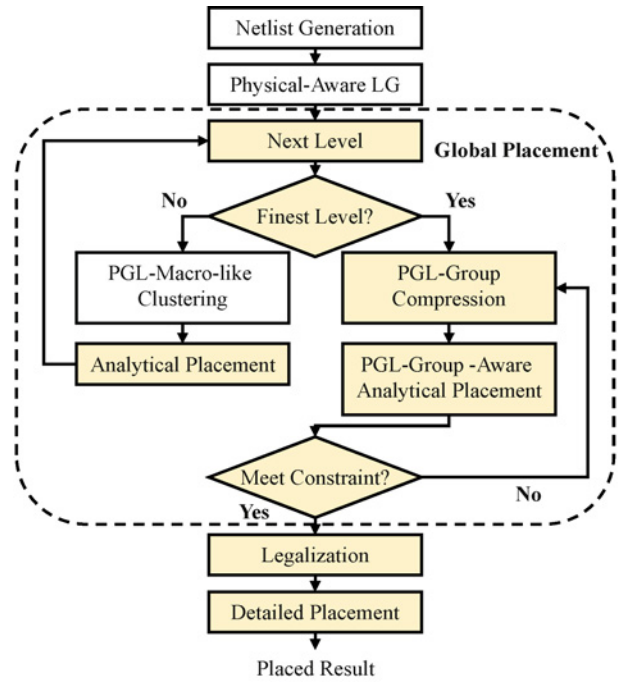 Netlist Generation
Physical-Aware LG
Next Level
Global Placement
No
Finest Level?
Yes
PGL-Macro-like
Clustering
PGL-Group
Compression
Analytical Placement
PGL-Group -Aware
Analytical Placement
Meet Constraint?
No
Yes
Legalization
Detailed Placement
Placed Result